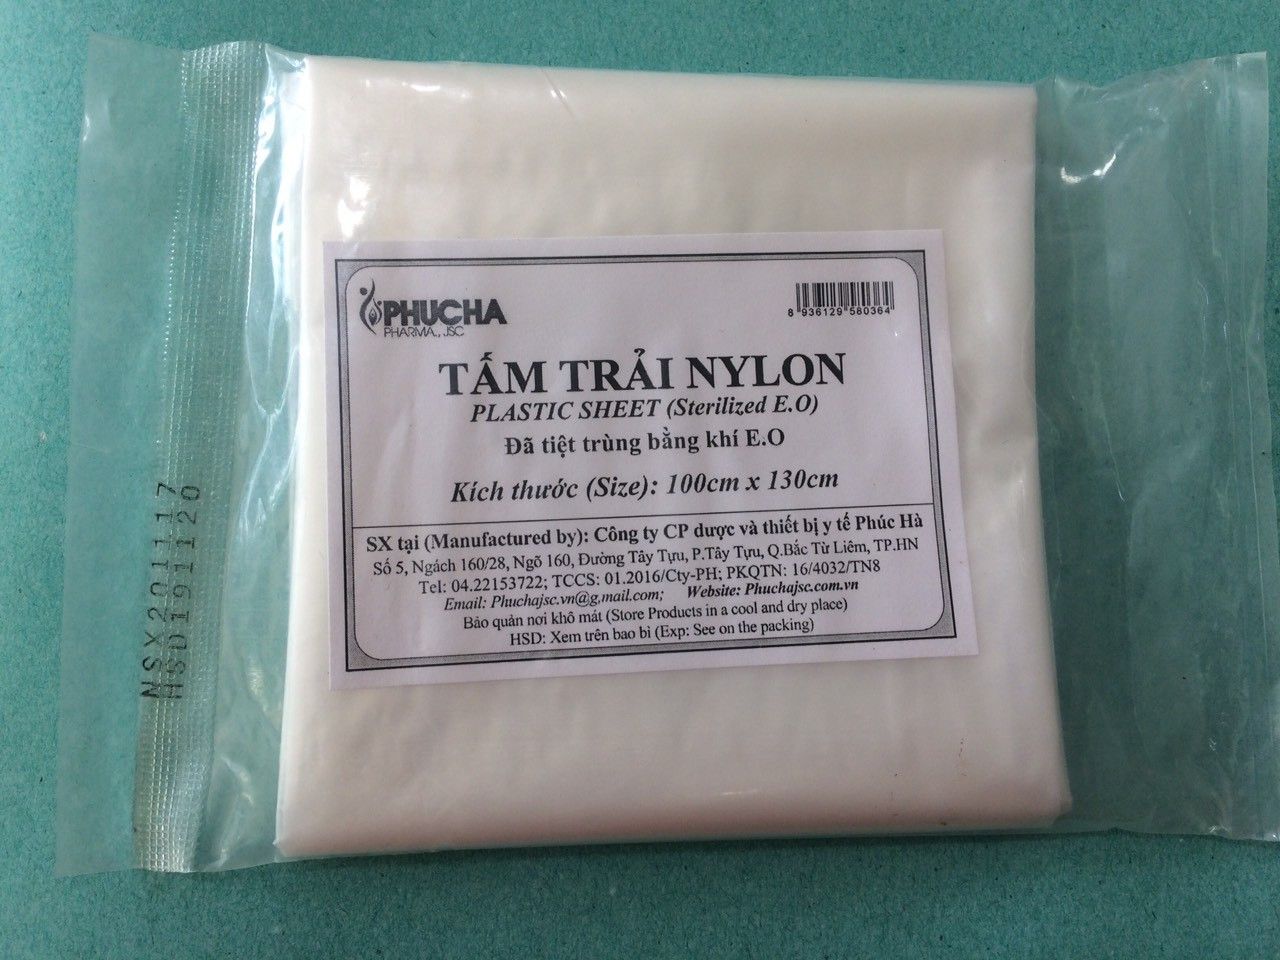 PHUCHA
PHARMA., JSC
8 936129 580364
TẤM TRẢI NYLON
PLASTIC SHEET (Sterilized E.O)
Đã tiệt trùng bằng khí E.O
Kích thước (Size): 100cm x 130cm
SX tại (Manufactured by): Công ty CP dược và thiết bị y tế Phúc Hà
Số 5, Ngách 160/28, Ngõ 160, Đường Tây Tựu, P.Tây Tựu, Q.Bắc Từ Liêm, TP.HN
Tel: 04.22153722; TCCS: 01.2016/Cty-PH; PKQTN: 16/4032/TN8
Email: Phuchajsc.vn@g,mail.com; Website: Phuchajsc.com.vn
Bảo quản nơi khô mát (Store Products in a cool and dry place)
HSD: Xem trên bao bì (Exp: See on the packing)
NSX201117
HSD191120